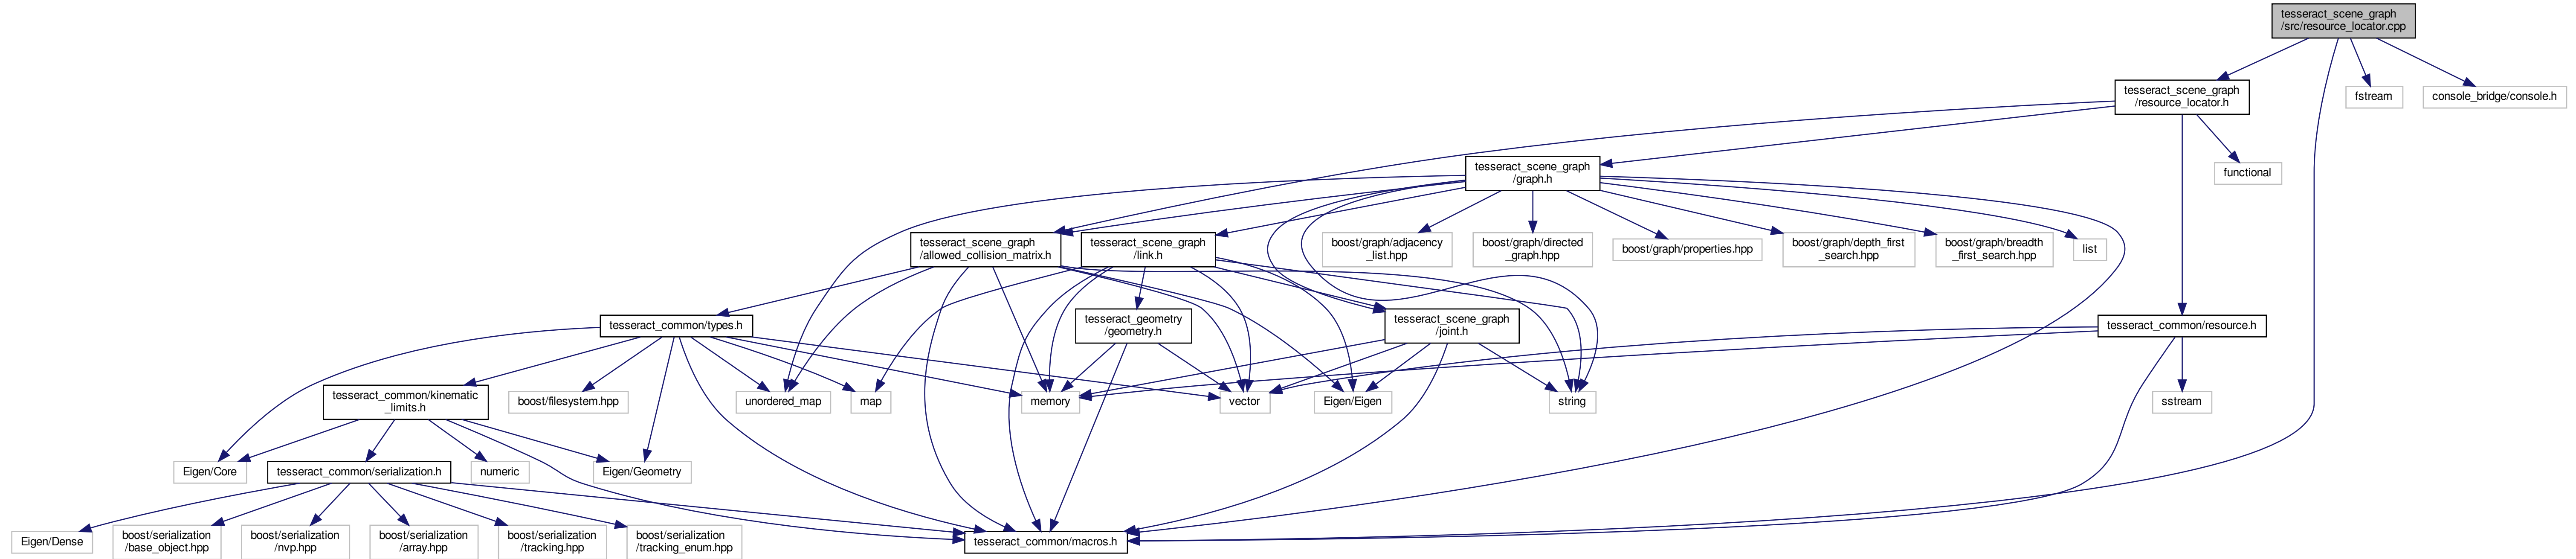 tesseract_scene_graph
/src/resource_locator.cpp
tesseract_scene_graph
/resource_locator.h
fstream
console_bridge/console.h
tesseract_scene_graph
/graph.h
functional
tesseract_scene_graph
/allowed_collision_matrix.h
tesseract_scene_graph
/link.h
boost/graph/adjacency
_list.hpp
boost/graph/directed
_graph.hpp
boost/graph/properties.hpp
boost/graph/depth_first
_search.hpp
boost/graph/breadth
_first_search.hpp
list
tesseract_common/types.h
tesseract_geometry
/geometry.h
tesseract_scene_graph
/joint.h
tesseract_common/resource.h
tesseract_common/kinematic
_limits.h
boost/filesystem.hpp
unordered_map
map
memory
vector
Eigen/Eigen
string
sstream
Eigen/Core
tesseract_common/serialization.h
numeric
Eigen/Geometry
Eigen/Dense
boost/serialization
/base_object.hpp
boost/serialization
/nvp.hpp
boost/serialization
/array.hpp
boost/serialization
/tracking.hpp
boost/serialization
/tracking_enum.hpp
tesseract_common/macros.h